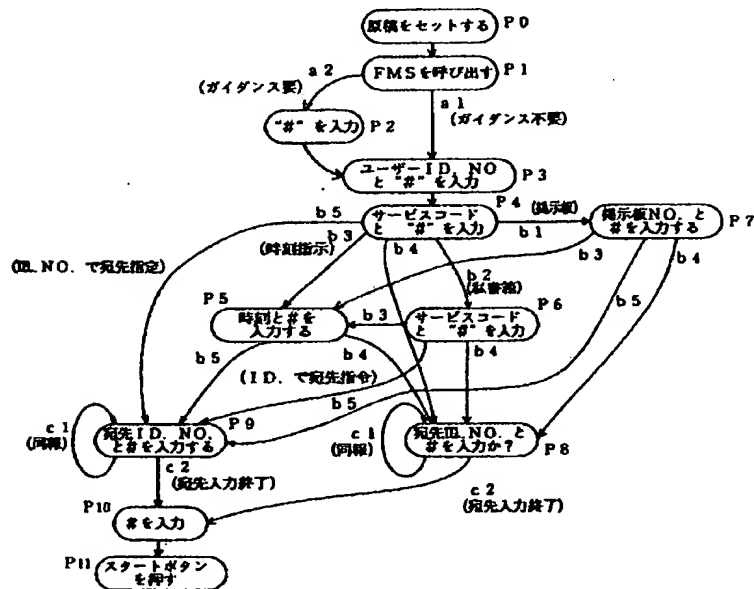 原稿をセットする P0
FMSを呼び出す P1
a2
(ガイダンス要)
a1
(ガイダンス不要)
"#"を入力 P2
ユーザーID、NO
と"#"を入力 P3
P4
サービスコード
と"#"を入力
(掲示板)
b1
掲示板NO. と
#を入力する P7
b5
b3
(時刻指示)
b4
b2
(私書箱)
b3
b4
b5
NO. で宛先指定)
P5
時刻と#を
入力する
b3
P6
サービスコード
と"#"を入力
b5
b4
b4
(ID. で宛先指令)
b5
c1
(同報)
宛先ID、NO、
と#を入力する
P9
c1
(同報)
NO. と
#を入力か?
P8
c2
(宛先入力終了)
c2
(宛先入力終了)
P10
#を入力
P11
スタートボタン
を押す